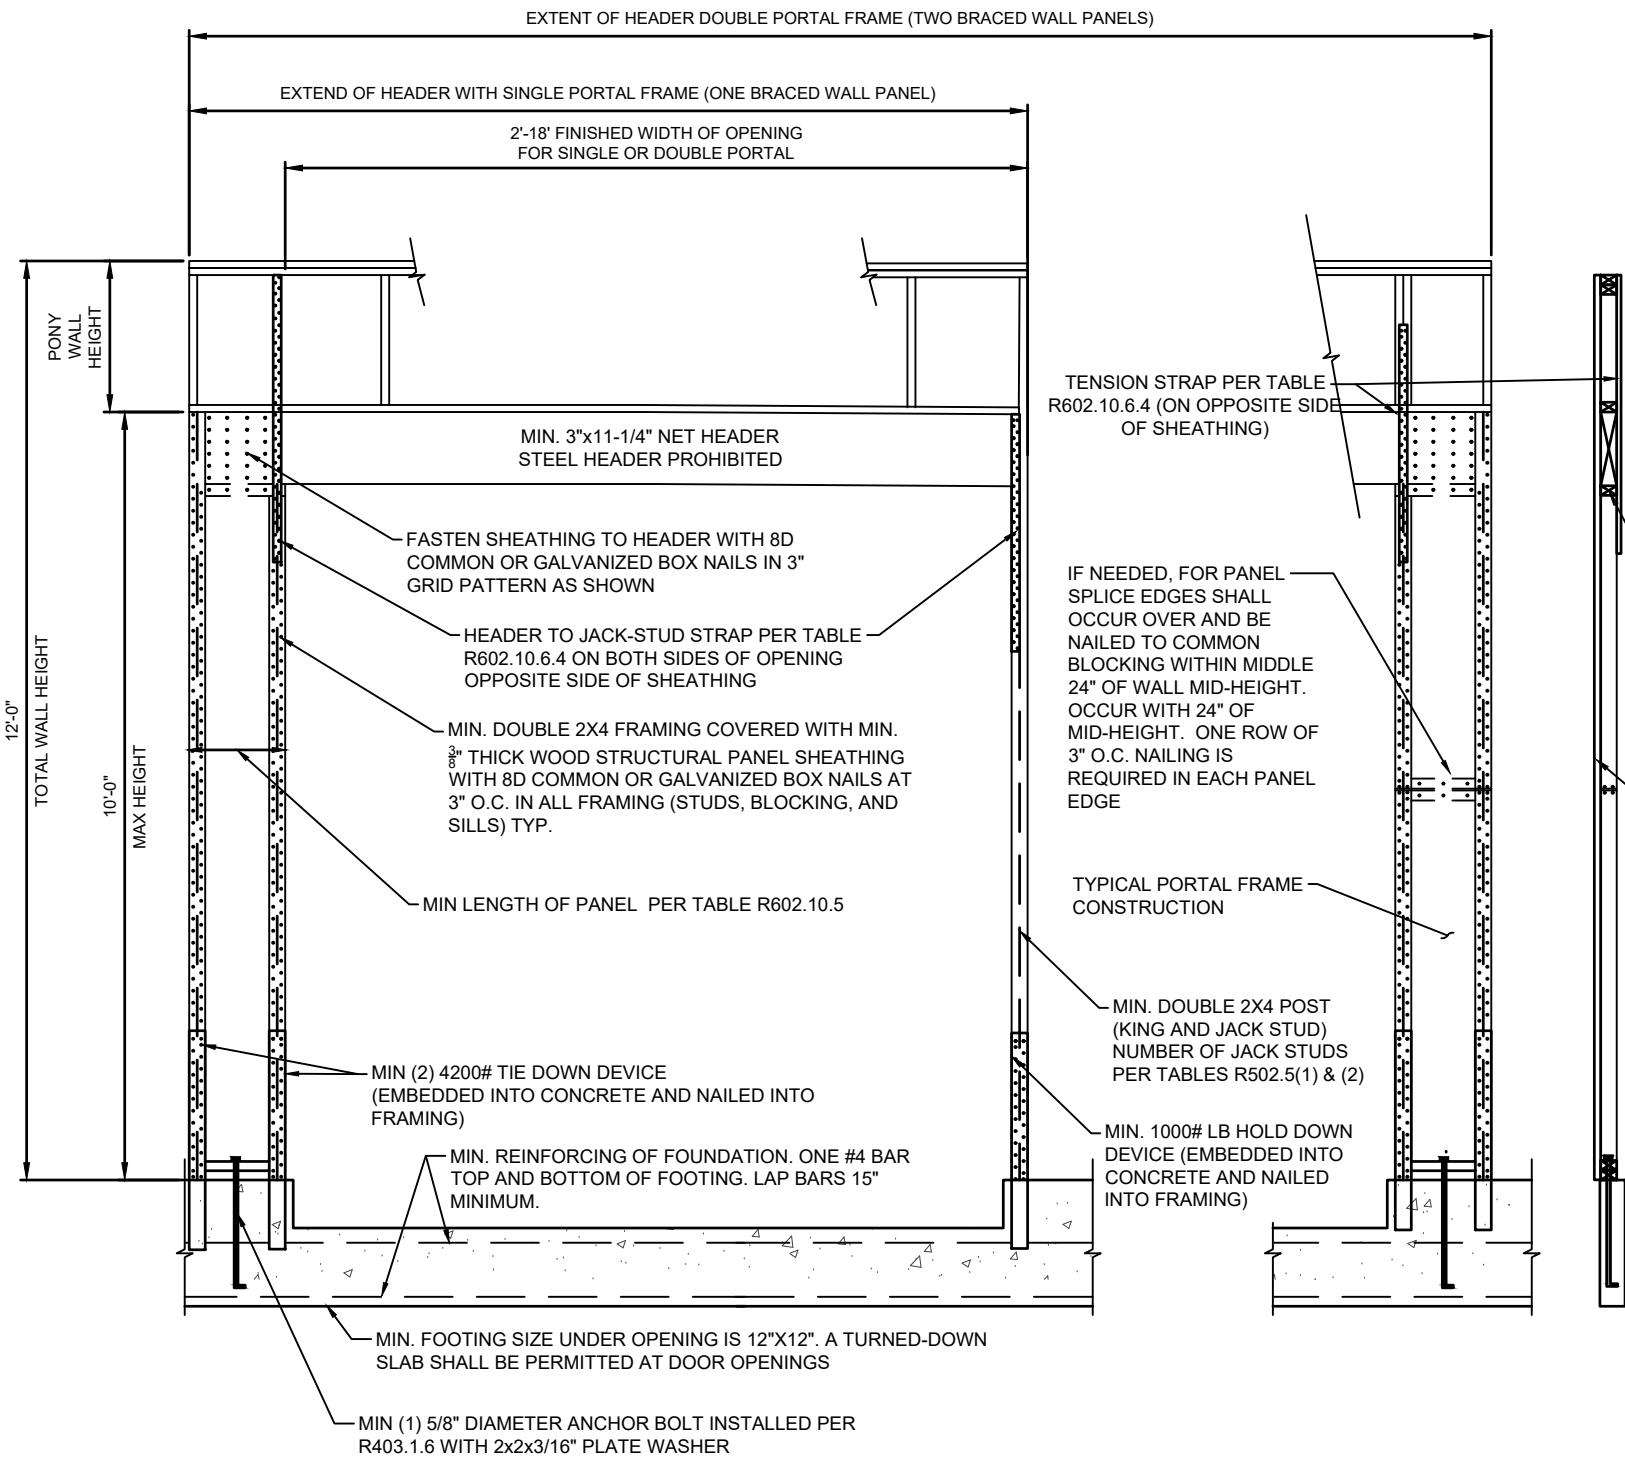 EXTENT OF HEADER DOUBLE PORTAL FRAME (TWO BRACED WALL PANELS)
EXTEND OF HEADER WITH SINGLE PORTAL FRAME (ONE BRACED WALL PANEL)
2'-18' FINISHED WIDTH OF OPENING
FOR SINGLE OR DOUBLE PORTAL
PONY
WALL
HEIGHT
12'-0"
TOTAL WALL HEIGHT
10'-0"
MAX HEIGHT
MIN. 3"x11-1/4" NET HEADER
STEEL HEADER PROHIBITED
TENSION STRAP PER TABLE
R602.10.6.4 (ON OPPOSITE SIDE
OF SHEATHING)
FASTEN SHEATHING TO HEADER WITH 8D
COMMON OR GALVANIZED BOX NAILS IN 3"
GRID PATTERN AS SHOWN
HEADER TO JACK-STUD STRAP PER TABLE
R602.10.6.4 ON BOTH SIDES OF OPENING
OPPOSITE SIDE OF SHEATHING
IF NEEDED, FOR PANEL
SPLICE EDGES SHALL
OCCUR OVER AND BE
NAILED TO COMMON
BLOCKING WITHIN MIDDLE
24" OF WALL MID-HEIGHT.
OCCUR WITH 24" OF
MID-HEIGHT.  ONE ROW OF
3" O.C. NAILING IS
REQUIRED IN EACH PANEL
EDGE
MIN. DOUBLE 2X4 FRAMING COVERED WITH MIN.
3/8" THICK WOOD STRUCTURAL PANEL SHEATHING
WITH 8D COMMON OR GALVANIZED BOX NAILS AT
3" O.C. IN ALL FRAMING (STUDS, BLOCKING, AND
SILLS) TYP.
MIN LENGTH OF PANEL  PER TABLE R602.10.5
TYPICAL PORTAL FRAME
CONSTRUCTION
MIN. DOUBLE 2X4 POST
(KING AND JACK STUD)
NUMBER OF JACK STUDS
PER TABLES R502.5(1) & (2)
MIN (2) 4200# TIE DOWN DEVICE
(EMBEDDED INTO CONCRETE AND NAILED INTO
FRAMING)
MIN. 1000# LB HOLD DOWN
DEVICE (EMBEDDED INTO
CONCRETE AND NAILED
INTO FRAMING)
MIN. REINFORCING OF FOUNDATION. ONE #4 BAR
TOP AND BOTTOM OF FOOTING. LAP BARS 15"
MINIMUM.
MIN. FOOTING SIZE UNDER OPENING IS 12"X12". A TURNED-DOWN
SLAB SHALL BE PERMITTED AT DOOR OPENINGS
MIN (1) 5/8" DIAMETER ANCHOR BOLT INSTALLED PER
R403.1.6 WITH 2x2x3/16" PLATE WASHER